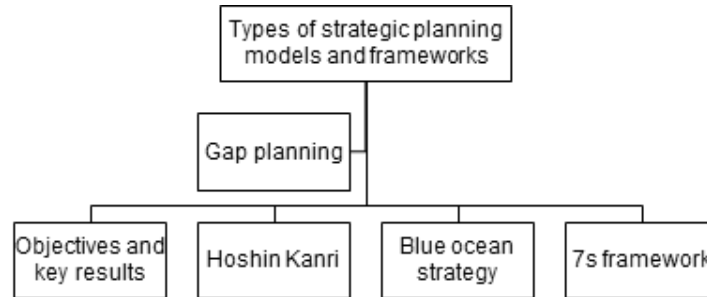 Types of strategic planning
models and frameworks
Gap planning
Objectives and
key results
Hoshin Kanri
Blue ocean
strategy
7s framework